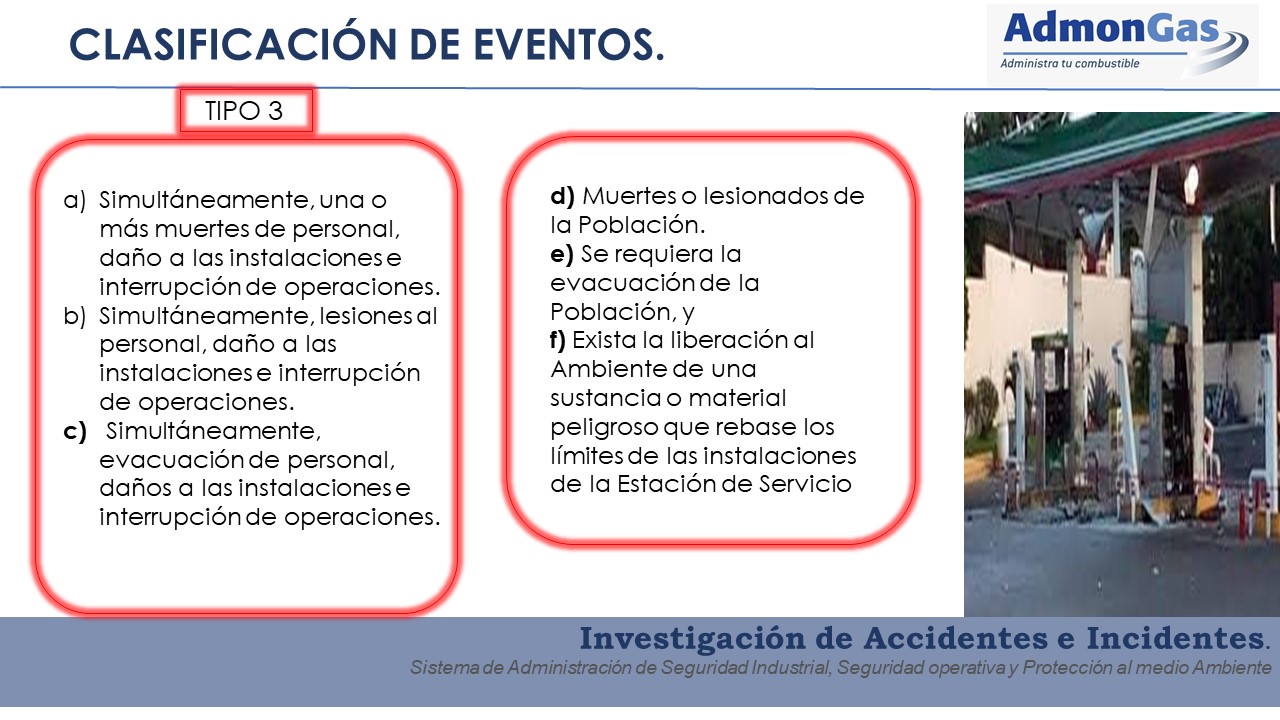 CLASIFICACIÓN DE EVENTOS.
AdmonGas
Administra tu combustible
TIPO 3
a) Simultáneamente, una o
más muertes de personal,
daño a las instalaciones e
interrupción de operaciones.
b) Simultáneamente, lesiones al
personal, daño a las
instalaciones e interrupción
de operaciones.
c) Simultáneamente,
evacuación de personal,
daños a las instalaciones e
interrupción de operaciones.
d) Muertes o lesionados de
la Población.
e) Se requiera la
evacuación de la
Población, y
f) Exista la liberación al
Ambiente de una
sustancia o material
peligroso que rebase los
límites de las instalaciones
de la Estación de Servicio
Investigación de Accidentes e Incidentes.
Sistema de Administración de Seguridad Industrial, Seguridad operativa y Protección al medio Ambiente